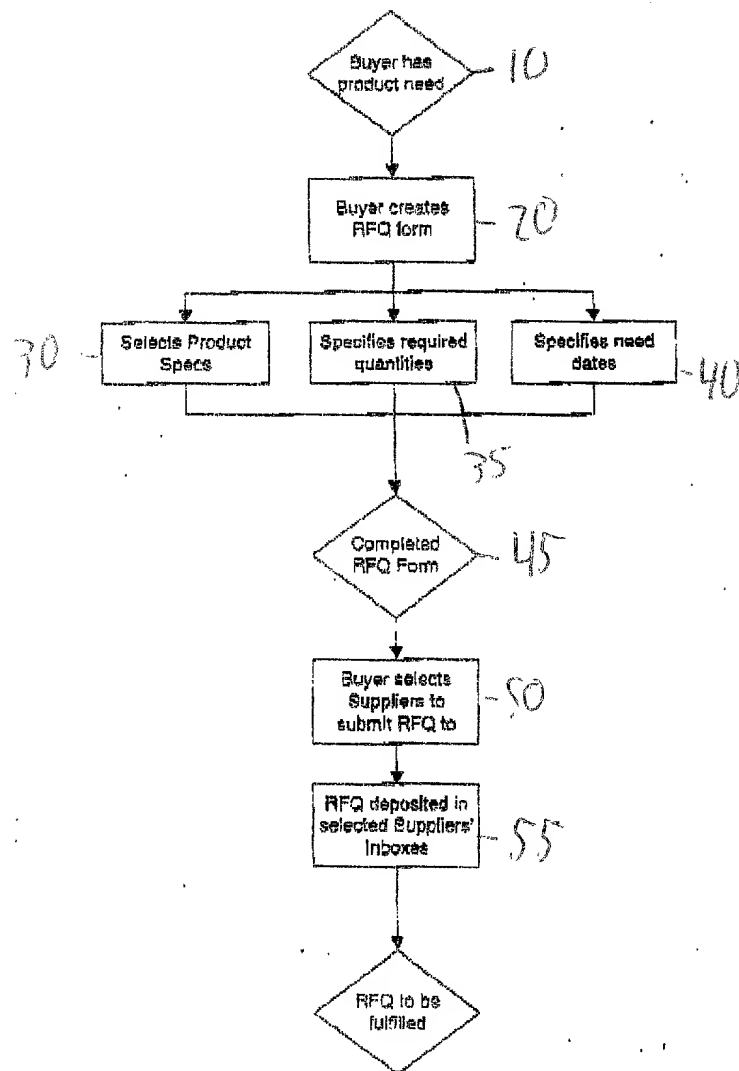 Buyer has
product need
10
Buyer creates
RFQ form
20
30
Selects Product
Specs
Specifies required
quantities
35
Specifies need
dates
40
Completed
RFQ Form
45
Buyer selects
Suppliers to
submit RFQ to
50
RFQ deposited in
selected Suppliers'
Inboxes
55
RFQ to be
fulfilled